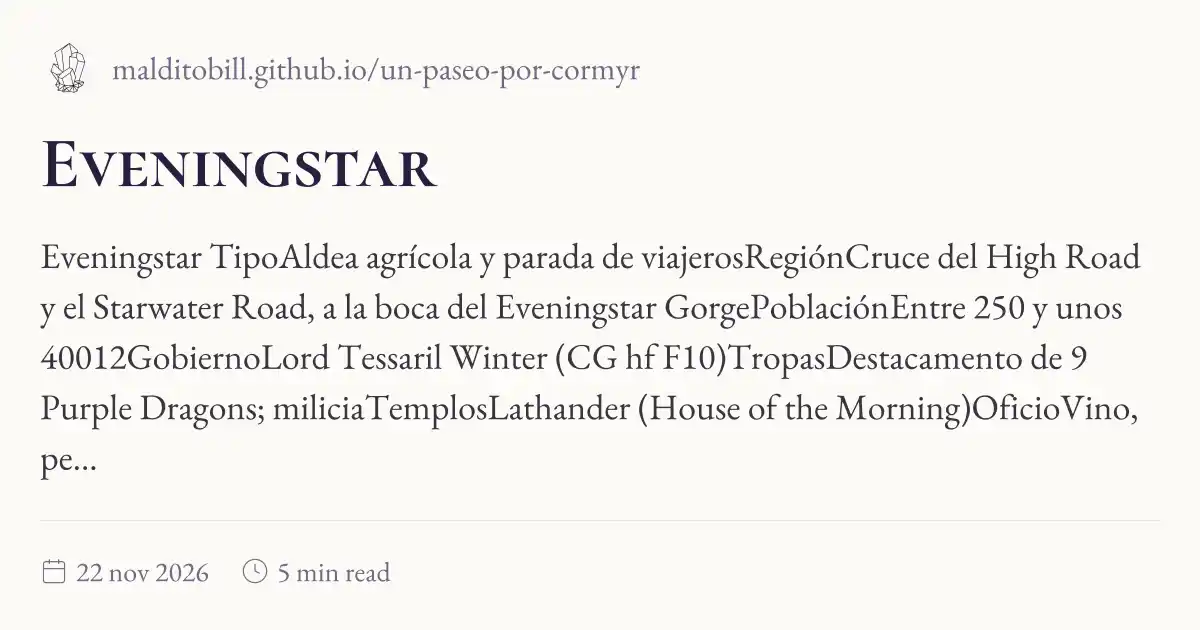 malditobill.github.io/un-paseo-por-cormyr
Eveningstar
Eveningstar TipoAldea agrícola y parada de viajerosRegiónCruce del High Road
y el Starwater Road, a la boca del Eveningstar GorgePoblaciónEntre 250 y unos
40012GobiernoLord Tessaril Winter (CG hf F10)TropasDestacamento de 9
Purple Dragons; miliciaTemplosLathander (House of the Morning)OficioVino,
pe...
22 nov 2026 5 min read